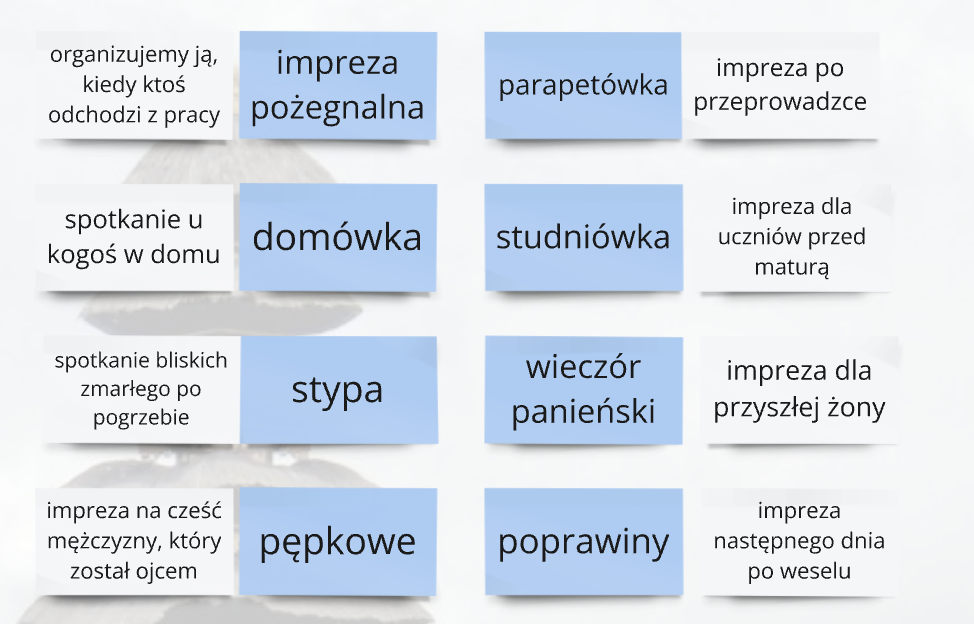 organizujemy ją,
kiedy ktoś
odchodzi z pracy
impreza
pożegnalna
parapetówka
impreza po
przeprowadzce
spotkanie u
kogoś w domu
domówka
studniówka
impreza dla
uczniów przed
maturą
spotkanie bliskich
zmarłego po
pogrzebie
stypa
wieczór
panieński
impreza dla
przyszłej żony
impreza na cześć
mężczyzny, który
został ojcem
pępkowe
poprawiny
impreza
następnego dnia
po weselu